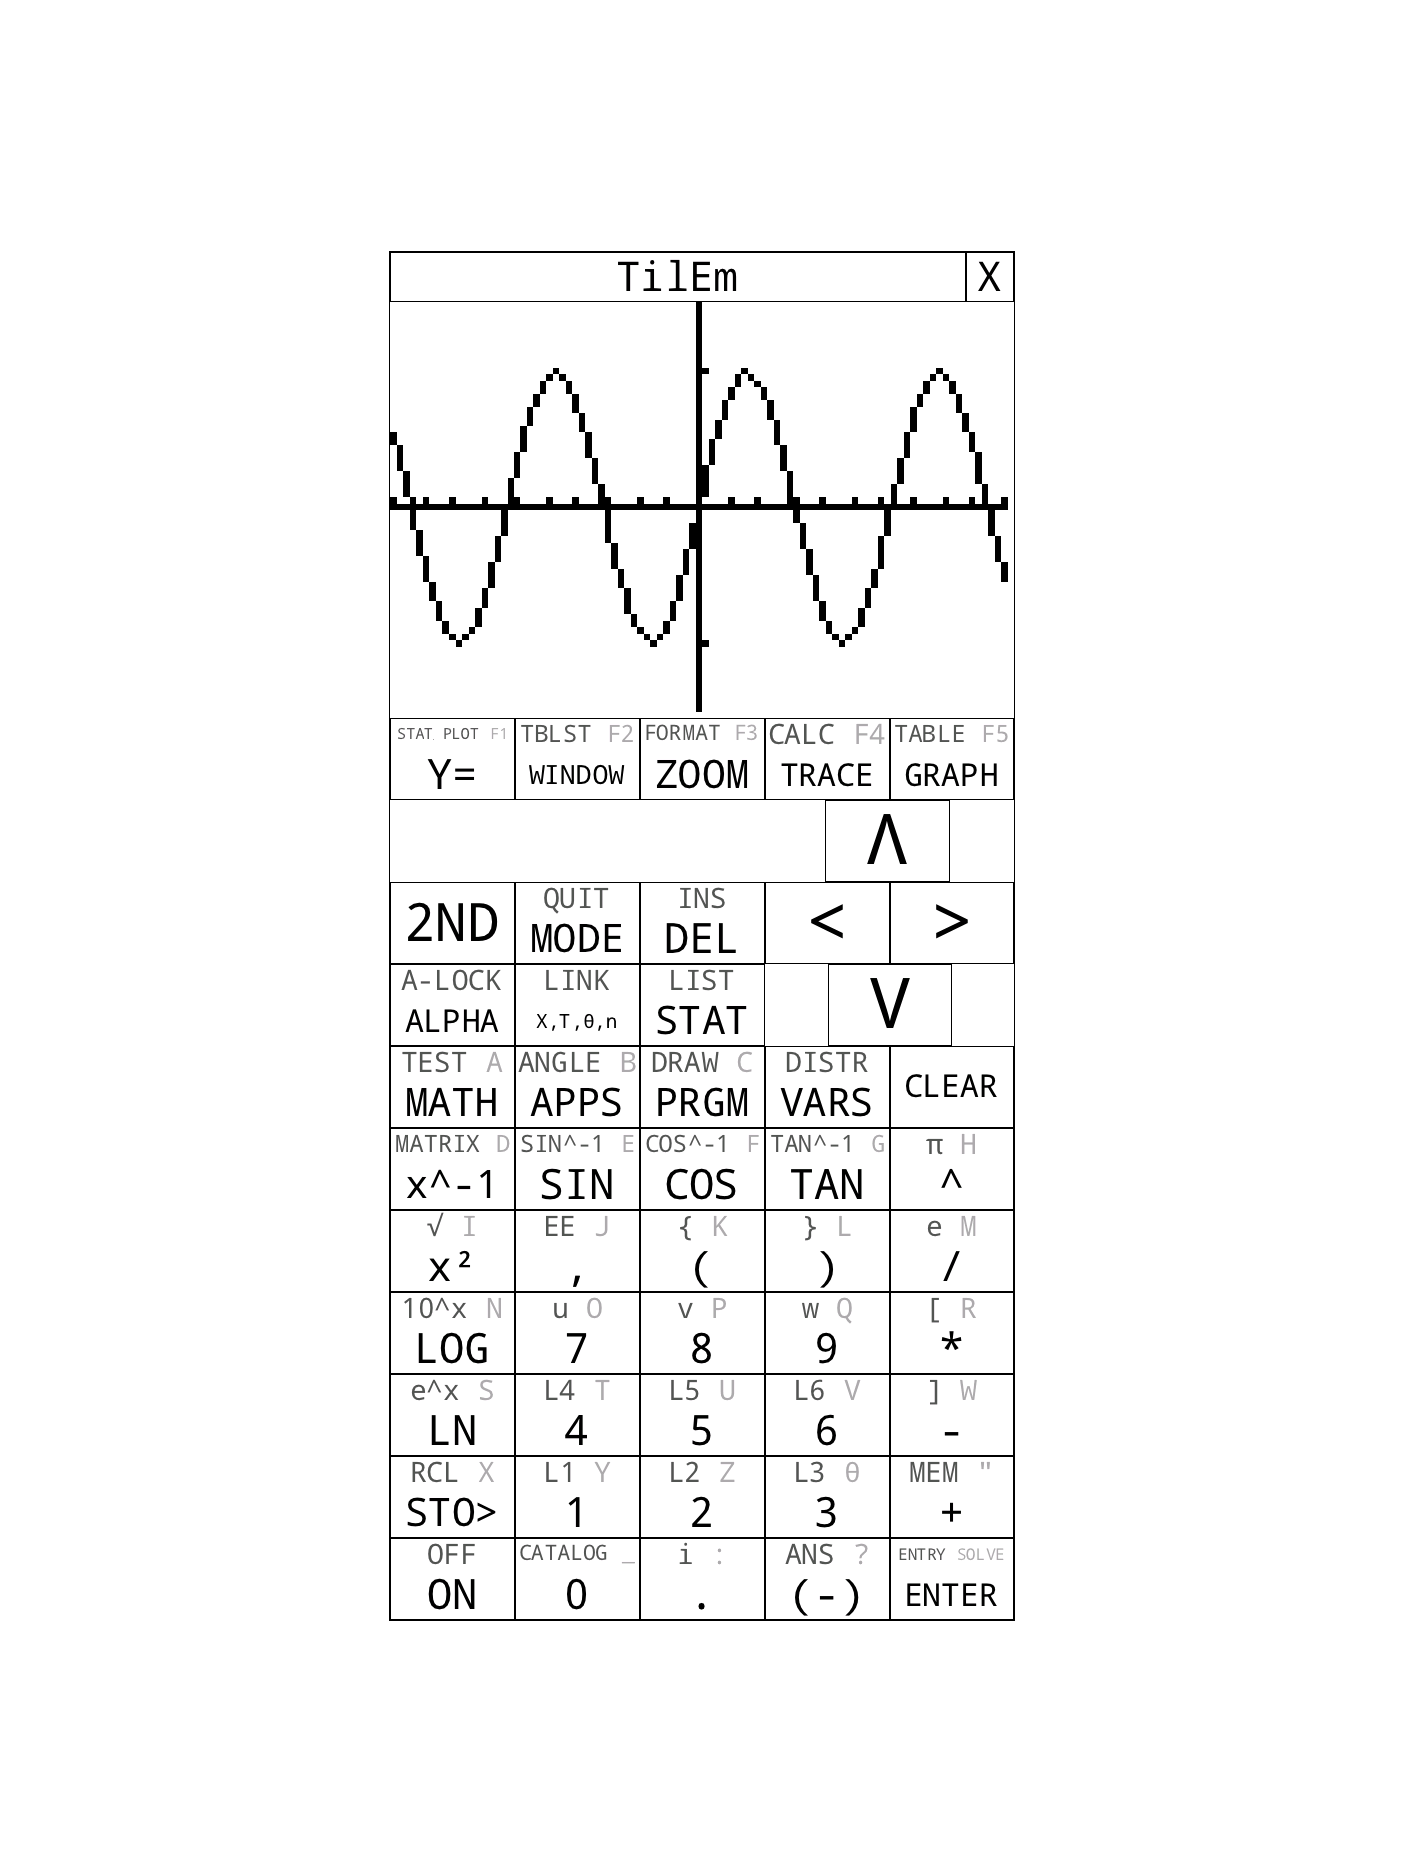 TilEm X
STAT PLOT F1 TBLST F2 FORMAT F3 CALC F4 TABLE F5
Y= WINDOW ZOOM TRACE GRAPH
Λ
QUIT INS
2ND MODE DEL < >
A-LOCK LINK LIST
ALPHA X,T,θ,n STAT V
TEST A ANGLE B DRAW C DISTR
MATH APPS PRGM VARS CLEAR
MATRIX D SIN^-1 E COS^-1 F TAN^-1 G π H
x^-1 SIN COS TAN ^
√ I EE J { K } L e M
x² , ( ) /
10^x N u O v P w Q [ R
LOG 7 8 9 *
e^x S L4 T L5 U L6 V ] W
LN 4 5 6 -
RCL X L1 Y L2 Z L3 θ MEM "
STO> 1 2 3 +
OFF CATALOG _ i : ANS ? ENTRY SOLVE
ON 0 . (-) ENTER